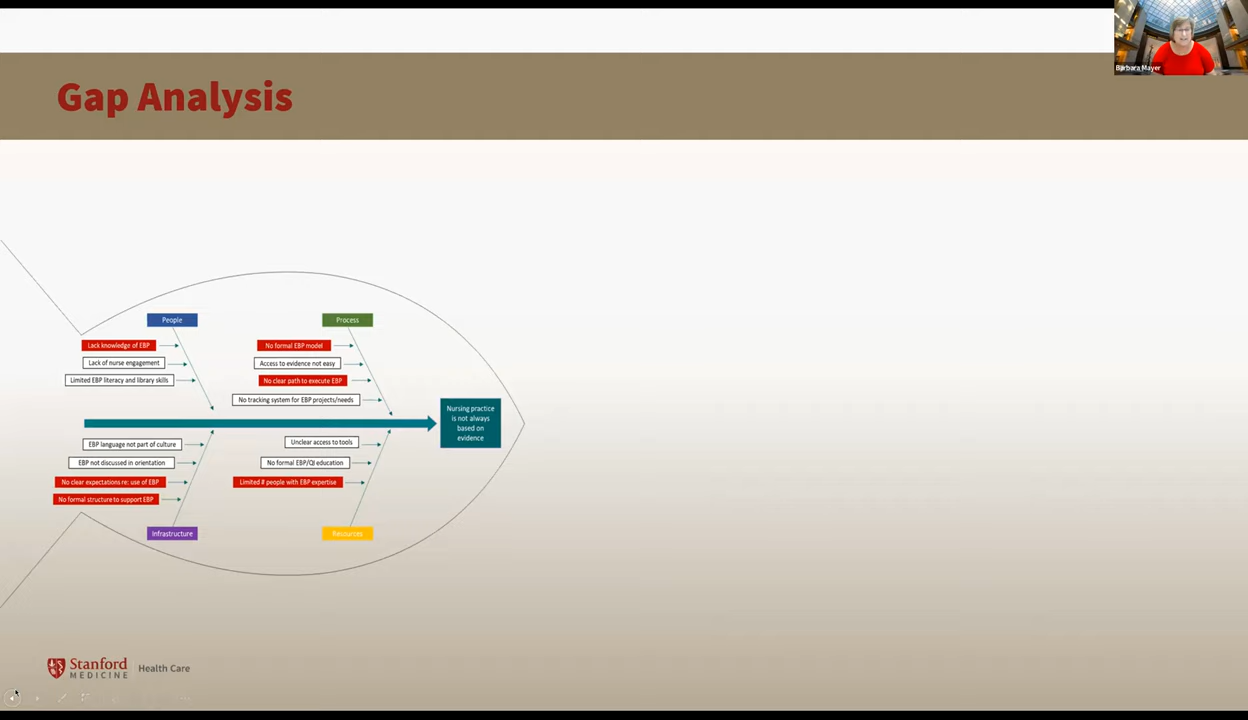 Barbara Mayer
Gap Analysis
People
Lack knowledge of EBP
Lack of nurse engagement
Limited EBP literacy and library skills
Process
No formal EBP model
Access to evidence not easy
No clear path to execute EBP
No tracking system for EBP projects/needs
Nursing practice
is not always
based on
evidence
EBP language not part of culture
EBP not discussed in orientation
No clear expectations re: use of EBP
No formal structure to support EBP
Infrastructure
Unclear access to tools
No formal EBP/QI education
Limited # people with EBP expertise
Resources
Stanford
MEDICINE
Health Care